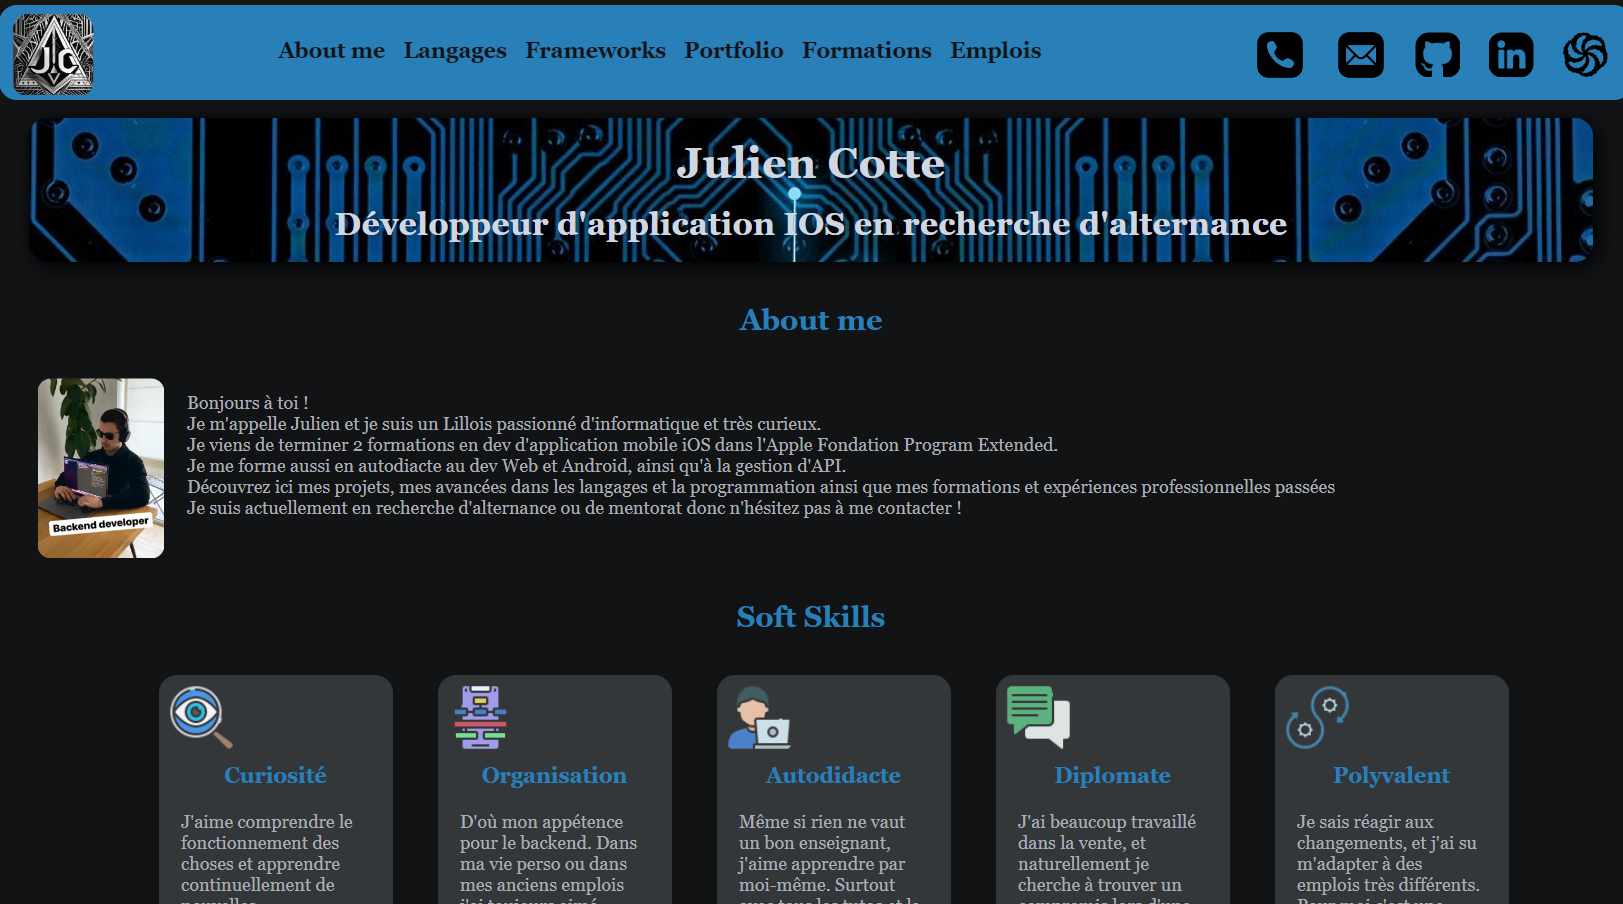 J.C
About me Langages Frameworks Portfolio Formations Emplois
in
Julien Cotte
Développeur d'application IOS en recherche d'alternance
About me
Bonjours à toi !
Je m'appelle Julien et je suis un Lillois passionné d'informatique et très curieux.
Je viens de terminer 2 formations en dev d'application mobile iOS dans l'Apple Fondation Program Extended.
Je me forme aussi en autodiacte au dev Web et Android, ainsi qu'à la gestion d'API.
Découvrez ici mes projets, mes avancées dans les langages et la programmation ainsi que mes formations et expériences professionnelles passées
Je suis actuellement en recherche d'alternance ou de mentorat donc n'hésitez pas à me contacter !
Backend developer
Soft Skills
Curiosité
J'aime comprendre le
fonctionnement des
choses et apprendre
continuellement de
Organisation
D'où mon appétence
pour le backend. Dans
ma vie perso ou dans
mes anciens emplois
Autodidacte
Même si rien ne vaut
un bon enseignant,
j'aime apprendre par
moi-même. Surtout
Diplomate
J'ai beaucoup travaillé
dans la vente, et
naturellement je
cherche à trouver un
Polyvalent
Je sais réagir aux
changements, et j'ai su
m'adapter à des
emplois très différents.